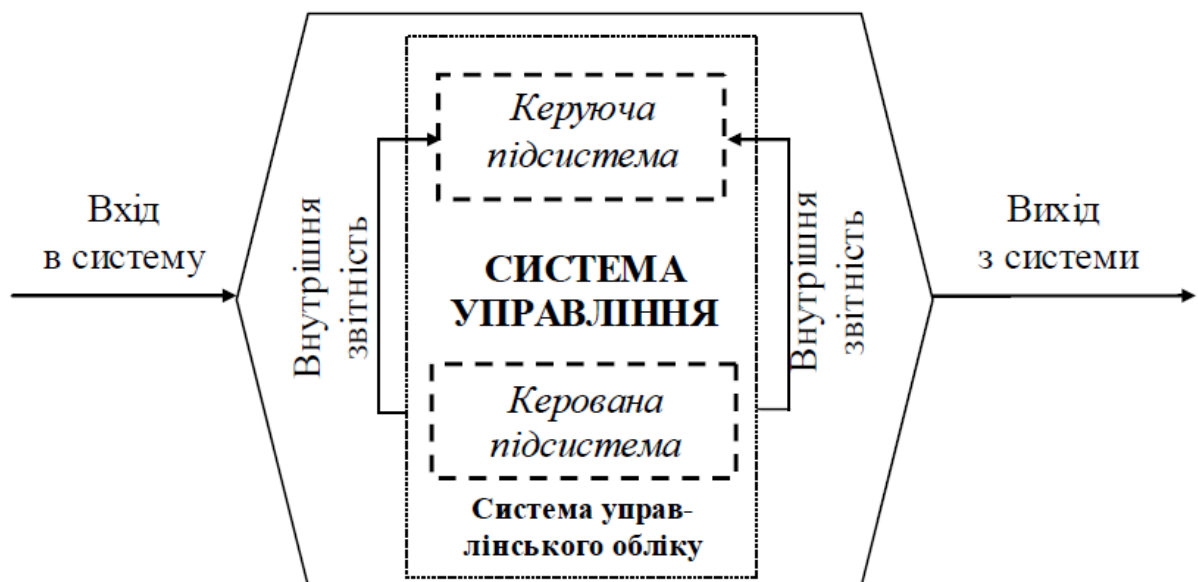 Керуюча
підсистема
Вхід
в систему
Внутрішня
звітність
СИСТЕМА
УПРАВЛІННЯ
Внутрішня
звітність
Вихід
з системи
Керована
підсистема
Система управ-
лінського обліку